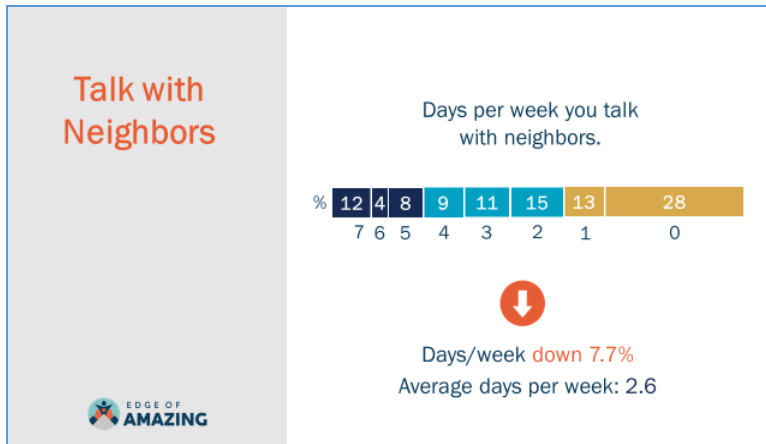 Talk with
Neighbors
Days per week you talk
with neighbors.
% 12 4 8 9 11 15 13 28
7 6 5 4 3 2 1 0
Days/week down 7.7%
Average days per week: 2.6
EDGE OF
AMAZING